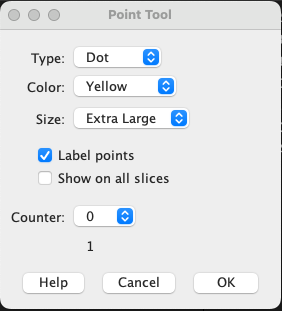 Point Tool
Type: Dot
Color: Yellow
Size: Extra Large
Label points
Show on all slices
Counter: 0
1
Help Cancel OK